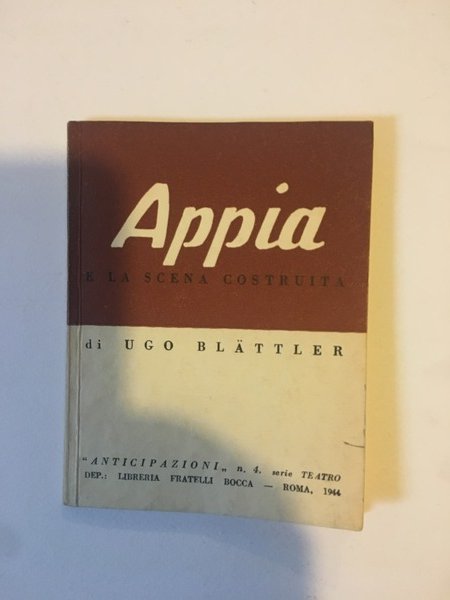 Appia
E LA SCENA COSTRUITA
di UGO BLÄTTLER
"ANTICIPAZIONI„ n. 4. serie TEATRO
DEP.: LIBRERIA FRATELLI BOCCA — ROMA, 1944